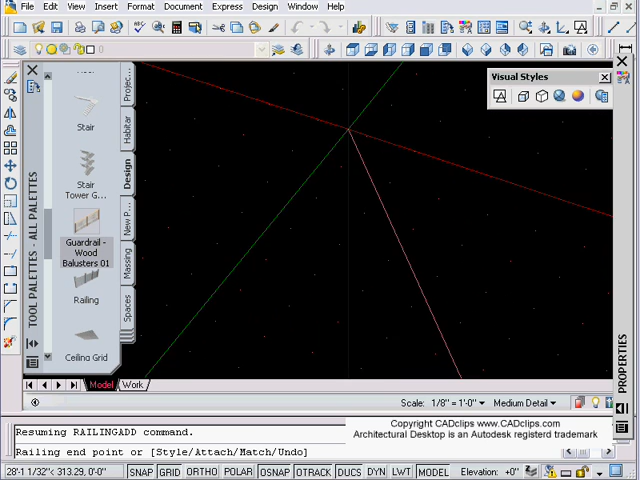 File Edit View Insert Format Document Express Design Window Help
Visual Styles
Stair
Stair
Tower G...
Guardrail -
Wood
Balusters 01
Railing
Ceiling Grid
TOOL PALETTES - ALL PALETTES
Projec...
Habitar
Design
New P...
Massing
Spaces
PROPERTIES
Model Work
Scale: 1/8" = 1'-0" Medium Detail
Copyright CADclips www.CADclips.com
Architectural Desktop is an Autodesk registerd trademark
Resuming RAILINGADD command.
Railing end point or [Style/Attach/Match/Undo]
28'-1 1/32"< 313.29, 0'-0" SNAP GRID ORTHO POLAR OSNAP OTRACK DUCS DYN LWT MODEL Elevation: +0"